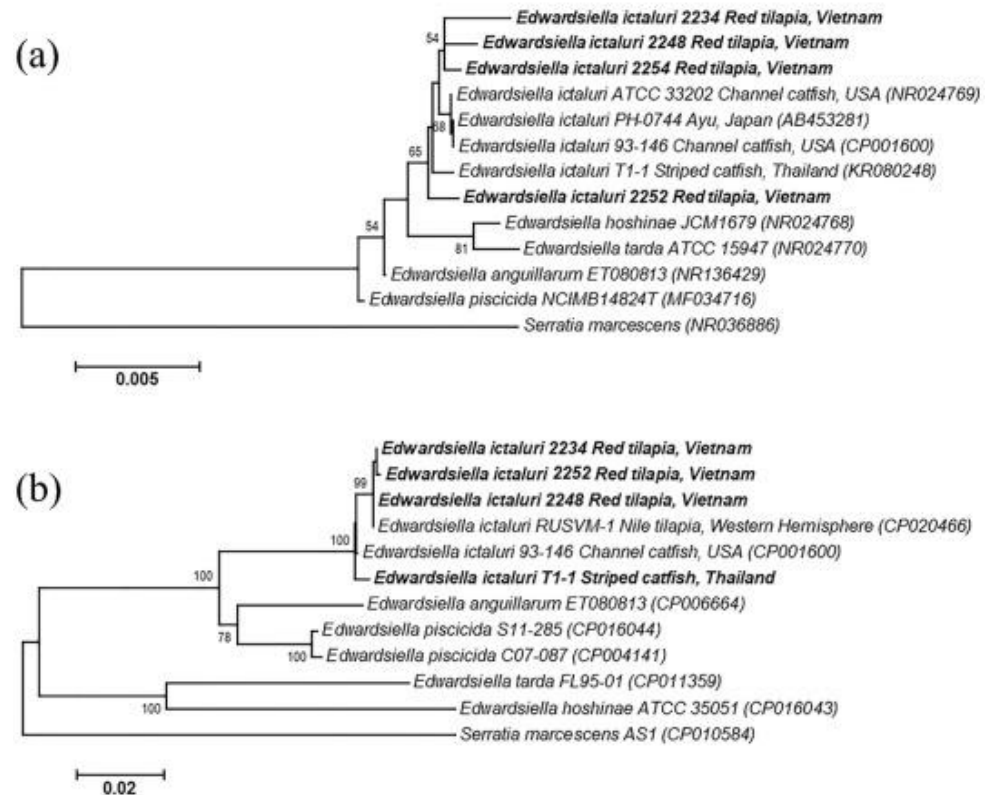 (a)
54
Edwardsiella ictaluri 2234 Red tilapia, Vietnam
Edwardsiella ictaluri 2248 Red tilapia, Vietnam
Edwardsiella ictaluri 2254 Red tilapia, Vietnam
Edwardsiella ictaluri ATCC 33202 Channel catfish, USA (NR024769)
68
Edwardsiella ictaluri PH-0744 Ayu, Japan (AB453281)
Edwardsiella ictaluri 93-146 Channel catfish, USA (CP001600)
65
Edwardsiella ictaluri T1-1 Striped catfish, Thailand (KR080248)
Edwardsiella ictaluri 2252 Red tilapia, Vietnam
54
Edwardsiella hoshinae JCM1679 (NR024768)
81
Edwardsiella tarda ATCC 15947 (NR024770)
Edwardsiella anguillarum ET080813 (NR136429)
Edwardsiella piscicida NCIMB14824T (MF034716)
Serratia marcescens (NR036886)
0.005
(b)
Edwardsiella ictaluri 2234 Red tilapia, Vietnam
Edwardsiella ictaluri 2252 Red tilapia, Vietnam
99
Edwardsiella ictaluri 2248 Red tilapia, Vietnam
Edwardsiella ictaluri RUSVM-1 Nile tilapia, Western Hemisphere (CP020466)
100
Edwardsiella ictaluri 93-146 Channel catfish, USA (CP001600)
100
Edwardsiella ictaluri T1-1 Striped catfish, Thailand
Edwardsiella anguillarum ET080813 (CP006664)
78
Edwardsiella piscicida S11-285 (CP016044)
100
Edwardsiella piscicida C07-087 (CP004141)
Edwardsiella tarda FL95-01 (CP011359)
100
Edwardsiella hoshinae ATCC 35051 (CP016043)
Serratia marcescens AS1 (CP010584)
0.02